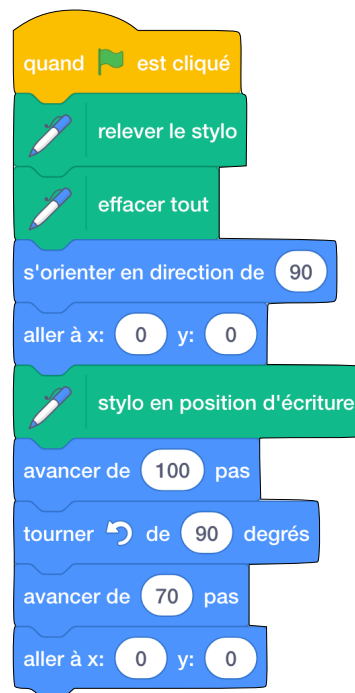 quand est cliqué
relever le stylo
effacer tout
s'orienter en direction de 90
aller à x: 0 y: 0
stylo en position d'écriture
avancer de 100 pas
tourner de 90 degrés
avancer de 70 pas
aller à x: 0 y: 0